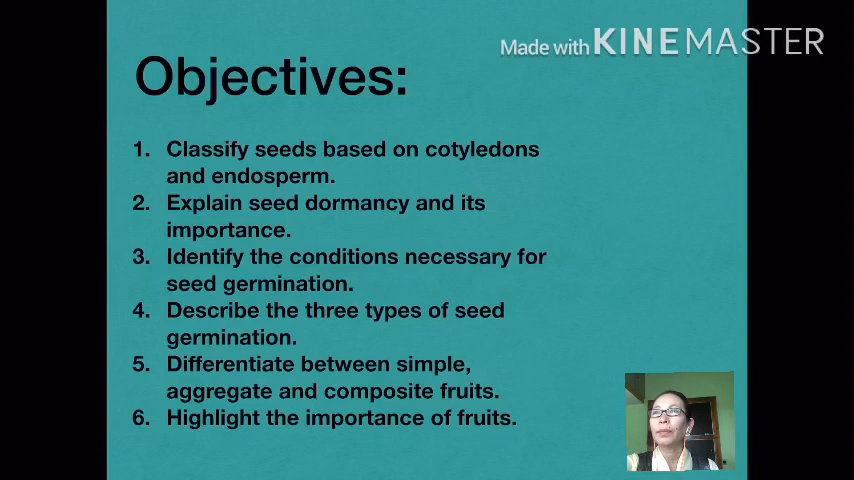 Made with KINEMASTER
Objectives:
1. Classify seeds based on cotyledons
and endosperm.
2. Explain seed dormancy and its
importance.
3. Identify the conditions necessary for
seed germination.
4. Describe the three types of seed
germination.
5. Differentiate between simple,
aggregate and composite fruits.
6. Highlight the importance of fruits.